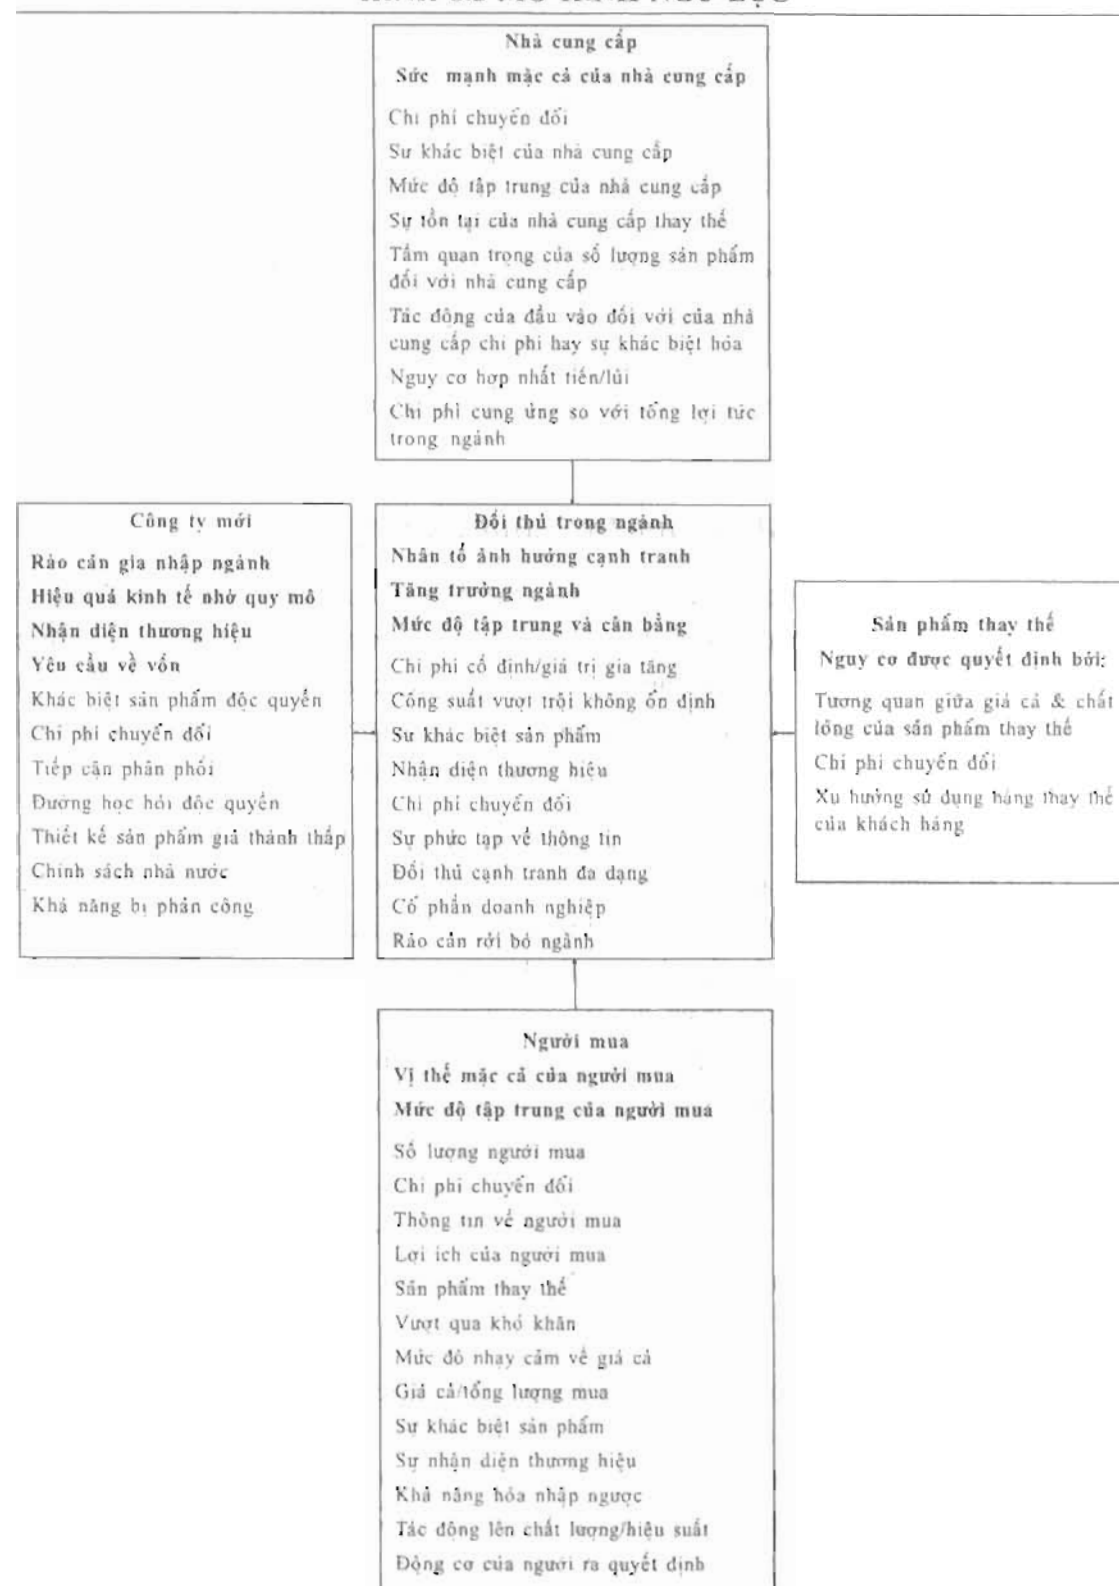 Nhà cung cấp
Sức mạnh mặc cả của nhà cung cấp
Chi phí chuyển đổi
Sự khác biệt của nhà cung cấp
Mức độ tập trung của nhà cung cấp
Sự tồn tại của nhà cung cấp thay thế
Tầm quan trọng của số lượng sản phẩm
đối với nhà cung cấp
Tác động của đầu vào đối với của nhà
cung cấp chi phí hay sự khác biệt hóa
Nguy cơ hợp nhất tiến/lùi
Chi phí cung ứng so với tổng lợi tức
trong ngành
Công ty mới
Rào cản gia nhập ngành
Hiệu quả kinh tế nhờ quy mô
Nhận diện thương hiệu
Yêu cầu về vốn
Khác biệt sản phẩm độc quyền
Chi phí chuyển đổi
Tiếp cận phân phối
Đường học hỏi độc quyền
Thiết kế sản phẩm giá thành thấp
Chính sách nhà nước
Khả năng bị phản công
Đối thủ trong ngành
Nhân tố ảnh hưởng cạnh tranh
Tăng trưởng ngành
Mức độ tập trung và cân bằng
Chi phí cố định/giá trị gia tăng
Công suất vượt trội không ổn định
Sự khác biệt sản phẩm
Nhận diện thương hiệu
Chi phí chuyển đổi
Sự phức tạp về thông tin
Đối thủ cạnh tranh đa dạng
Cổ phần doanh nghiệp
Rào cản rời bỏ ngành
Sản phẩm thay thế
Nguy cơ được quyết định bởi:
Tương quan giữa giá cả & chất
lông của sản phẩm thay thế
Chi phí chuyển đổi
Xu hưởng sử dụng hàng thay thế
của khách hàng
Người mua
Vị thế mặc cả của người mua
Mức độ tập trung của người mua
Số lượng người mua
Chi phí chuyển đổi
Thông tin về người mua
Lợi ích của người mua
Sản phẩm thay thế
Vượt qua khó khăn
Mức độ nhạy cảm về giá cả
Giá cả/tổng lượng mua
Sự khác biệt sản phẩm
Sự nhận diện thương hiệu
Khả năng hóa nhập ngược
Tác động lên chất lượng/hiệu suất
Động cơ của người ra quyết định